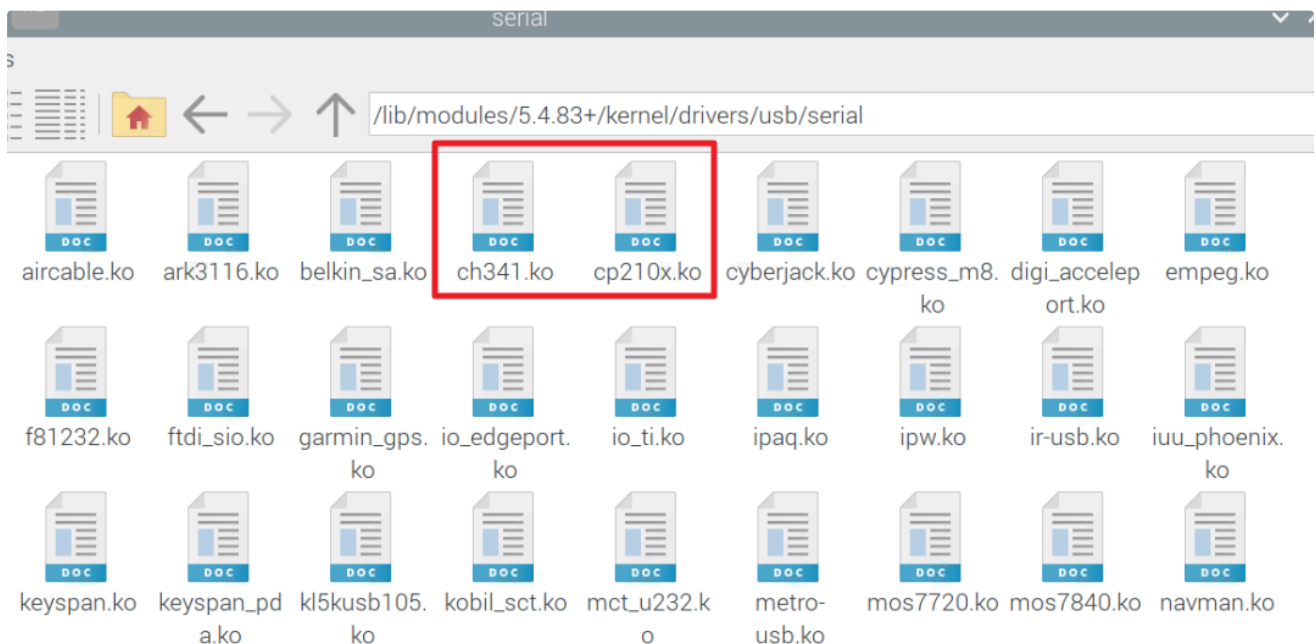 serial
s
/lib/modules/5.4.83+/kernel/drivers/usb/serial
DOC DOC DOC DOC DOC DOC DOC DOC DOC
aircable.ko ark3116.ko belkin_sa.ko ch341.ko cp210x.ko cyberjack.ko cypress_m8. digi_accelep empeg.ko
ko ort.ko
DOC DOC DOC DOC DOC DOC DOC DOC DOC
f81232.ko ftdi_sio.ko garmin_gps. io_edgeport. io_ti.ko ipaq.ko ipw.ko ir-usb.ko iuu_phoenix.
ko ko ko
DOC DOC DOC DOC DOC DOC DOC DOC DOC
keyspan.ko keyspan_pd kl5kusb105. kobil_sct.ko mct_u232.k metro- mos7720.ko mos7840.ko navman.ko
a.ko ko o usb.ko